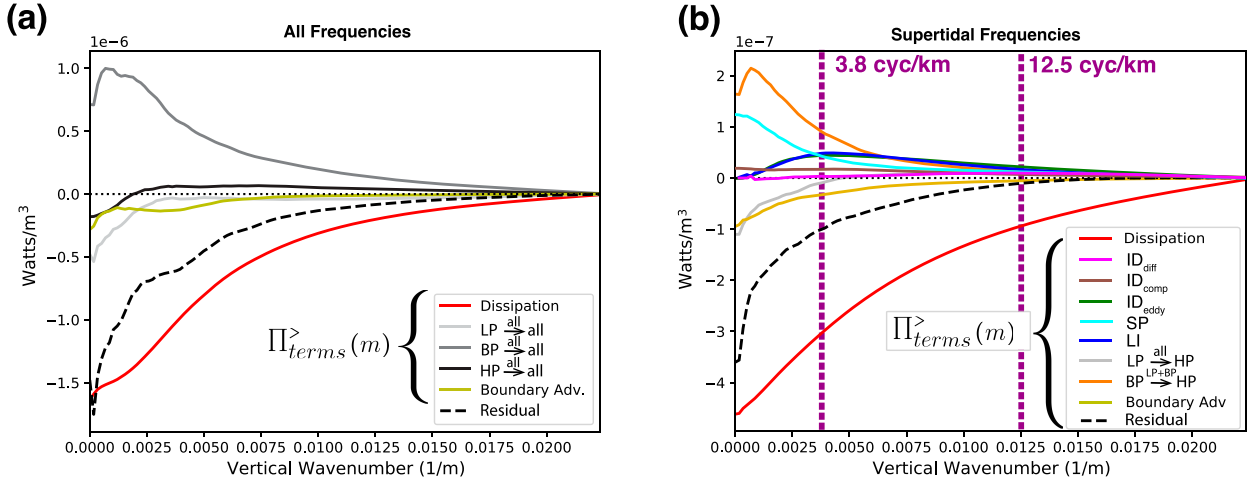 (a)
All Frequencies
1e−6
1.0
0.5
0.0
−0.5
−1.0
−1.5
Watts/m³
0.0000 0.0025 0.0050 0.0075 0.0100 0.0125 0.0150 0.0175 0.0200
Vertical Wavenumber (1/m)
Π^>_terms(m)
Dissipation
LP all→ all
BP all→ all
HP all→ all
Boundary Adv.
Residual
(b)
Supertidal Frequencies
1e−7
3.8 cyc/km
12.5 cyc/km
2
1
0
−1
−2
−3
−4
Watts/m³
0.0000 0.0025 0.0050 0.0075 0.0100 0.0125 0.0150 0.0175 0.0200
Vertical Wavenumber (1/m)
Π^>_terms(m)
Dissipation
ID_diff
ID_comp
ID_eddy
SP
LI
LP all→ HP
BP LP+BP→ HP
Boundary Adv
Residual